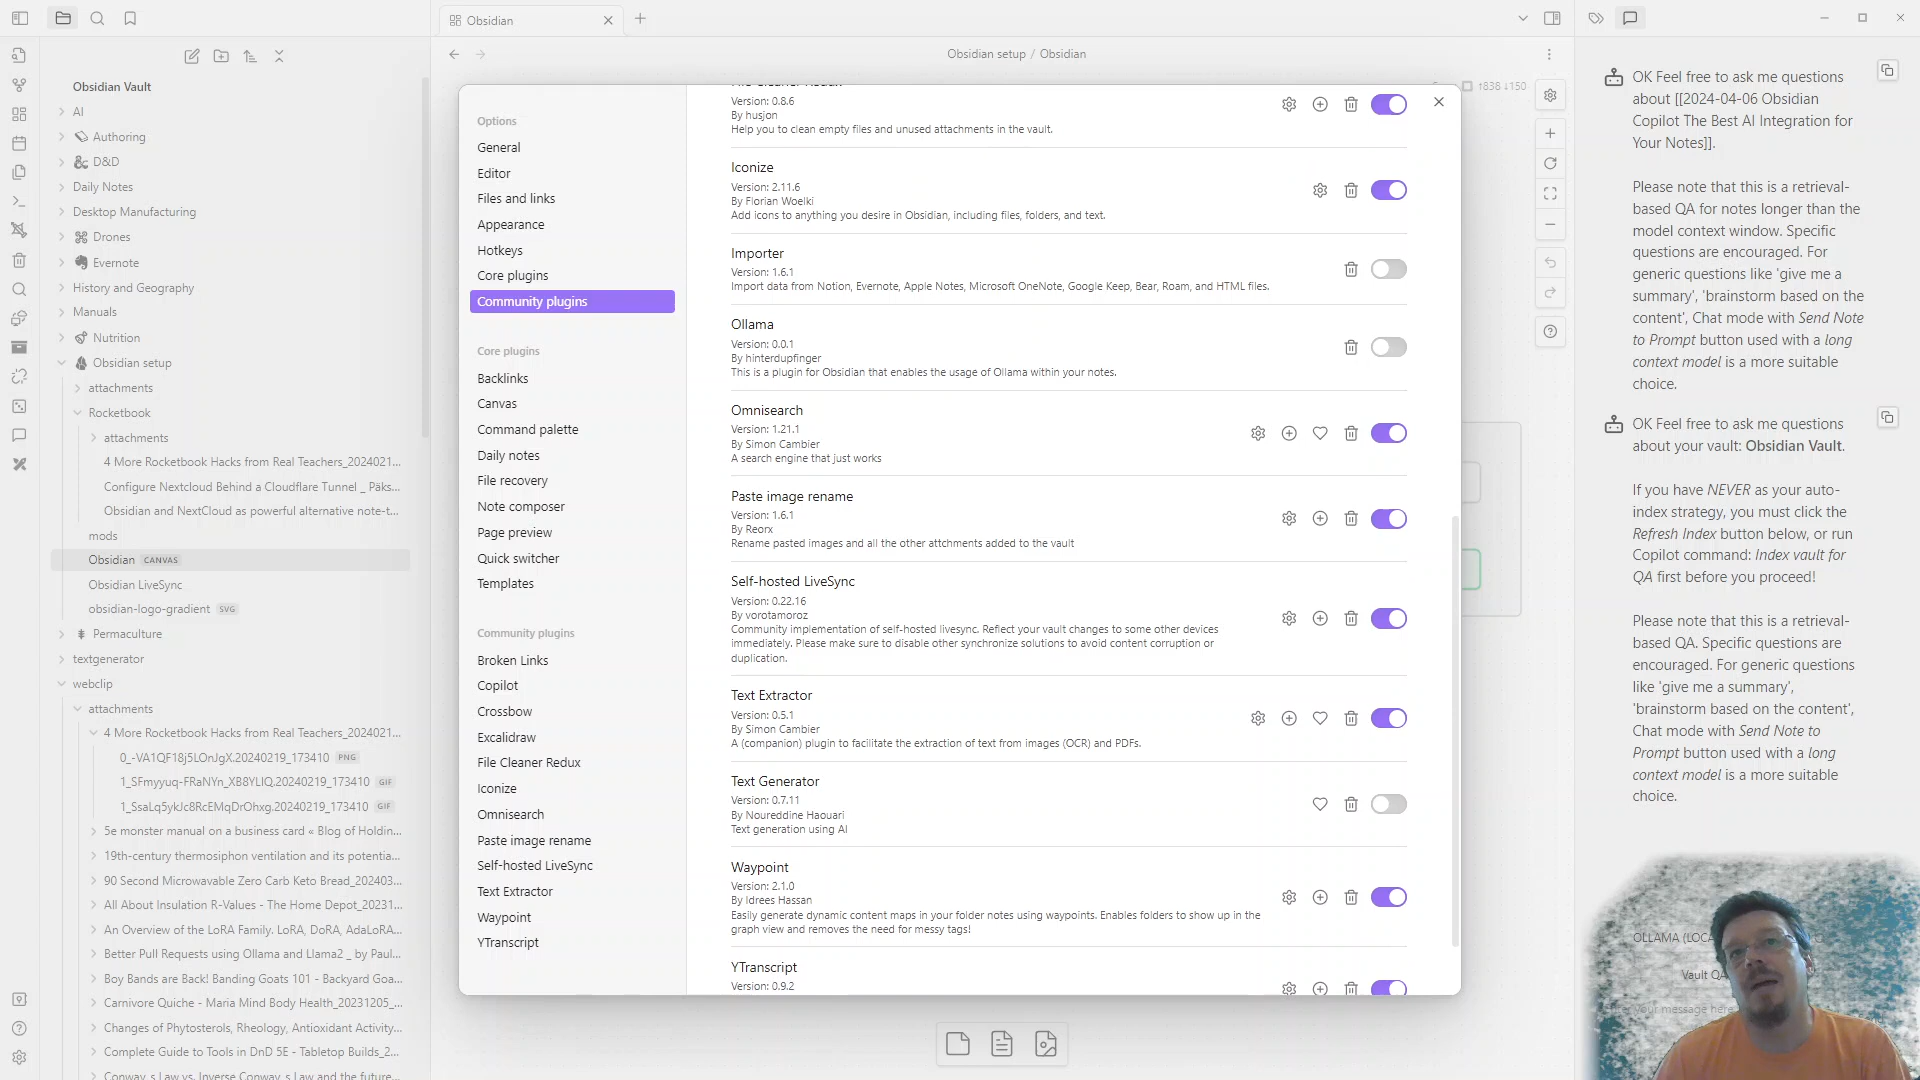 Obsidian
Obsidian setup / Obsidian
Obsidian Vault
AI
Authoring
D&D
Daily Notes
Desktop Manufacturing
Drones
Evernote
History and Geography
Manuals
Nutrition
Obsidian setup
attachments
Rocketbook
attachments
4 More Rocketbook Hacks from Real Teachers_2024021...
Configure Nextcloud Behind a Cloudflare Tunnel _ Päks...
Obsidian and NextCloud as powerful alternative note-t...
mods
Obsidian CANVAS
Obsidian LiveSync
obsidian-logo-gradient SVG
Permaculture
textgenerator
webclip
attachments
4 More Rocketbook Hacks from Real Teachers_2024021...
0_-VA1QF18j5LOnJgX.20240219_173410 PNG
1_SFmyyuq-FRaNYn_XB8YLIQ.20240219_173410 GIF
1_SsaLq5ykJc8RcEMqDrOhxg.20240219_173410 GIF
5e monster manual on a business card « Blog of Holdin...
19th-century thermosiphon ventilation and its potentia...
90 Second Microwavable Zero Carb Keto Bread_202403...
All About Insulation R-Values - The Home Depot_20231...
An Overview of the LoRA Family. LoRA, DoRA, AdaLoRA...
Better Pull Requests using Ollama and Llama2 _ by Paul...
Boy Bands are Back! Banding Goats 101 - Backyard Goa...
Carnivore Quiche - Maria Mind Body Health_20231205_...
Changes of Phytosterols, Rheology, Antioxidant Activity...
Complete Guide to Tools in DnD 5E - Tabletop Builds_2...
Conway_s Law vs. Inverse Conway_s Law and the future...
Options
General
Editor
Files and links
Appearance
Hotkeys
Core plugins
Community plugins
Core plugins
Backlinks
Canvas
Command palette
Daily notes
File recovery
Note composer
Page preview
Quick switcher
Templates
Community plugins
Broken Links
Copilot
Crossbow
Excalidraw
File Cleaner Redux
Iconize
Omnisearch
Paste image rename
Self-hosted LiveSync
Text Extractor
Waypoint
YTranscript
File Cleaner Redux
Version: 0.8.6
By husjon
Help you to clean empty files and unused attachments in the vault.
Iconize
Version: 2.11.6
By Florian Woelki
Add icons to anything you desire in Obsidian, including files, folders, and text.
Importer
Version: 1.6.1
Import data from Notion, Evernote, Apple Notes, Microsoft OneNote, Google Keep, Bear, Roam, and HTML files.
Ollama
Version: 0.0.1
By hinterdupfinger
This is a plugin for Obsidian that enables the usage of Ollama within your notes.
Omnisearch
Version: 1.21.1
By Simon Cambier
A search engine that just works
Paste image rename
Version: 1.6.1
By Reorx
Rename pasted images and all the other attchments added to the vault
Self-hosted LiveSync
Version: 0.22.16
By vorotamoroz
Community implementation of self-hosted livesync. Reflect your vault changes to some other devices
immediately. Please make sure to disable other synchronize solutions to avoid content corruption or
duplication.
Text Extractor
Version: 0.5.1
By Simon Cambier
A (companion) plugin to facilitate the extraction of text from images (OCR) and PDFs.
Text Generator
Version: 0.7.11
By Noureddine Haouari
Text generation using AI
Waypoint
Version: 2.1.0
By Idrees Hassan
Easily generate dynamic content maps in your folder notes using waypoints. Enables folders to show up in the
graph view and removes the need for messy tags!
YTranscript
Version: 0.9.2
↑838 ↓150
OK Feel free to ask me questions
about [[2024-04-06 Obsidian
Copilot The Best AI Integration for
Your Notes]].
Please note that this is a retrieval-
based QA for notes longer than the
model context window. Specific
questions are encouraged. For
generic questions like 'give me a
summary', 'brainstorm based on the
content', Chat mode with Send Note
to Prompt button used with a long
context model is a more suitable
choice.
OK Feel free to ask me questions
about your vault: Obsidian Vault.
If you have NEVER as your auto-
index strategy, you must click the
Refresh Index button below, or run
Copilot command: Index vault for
QA first before you proceed!
Please note that this is a retrieval-
based QA. Specific questions are
encouraged. For generic questions
like 'give me a summary',
'brainstorm based on the content',
Chat mode with Send Note to
Prompt button used with a long
context model is a more suitable
choice.
OLLAMA (LOCA
Vault QA
your message here